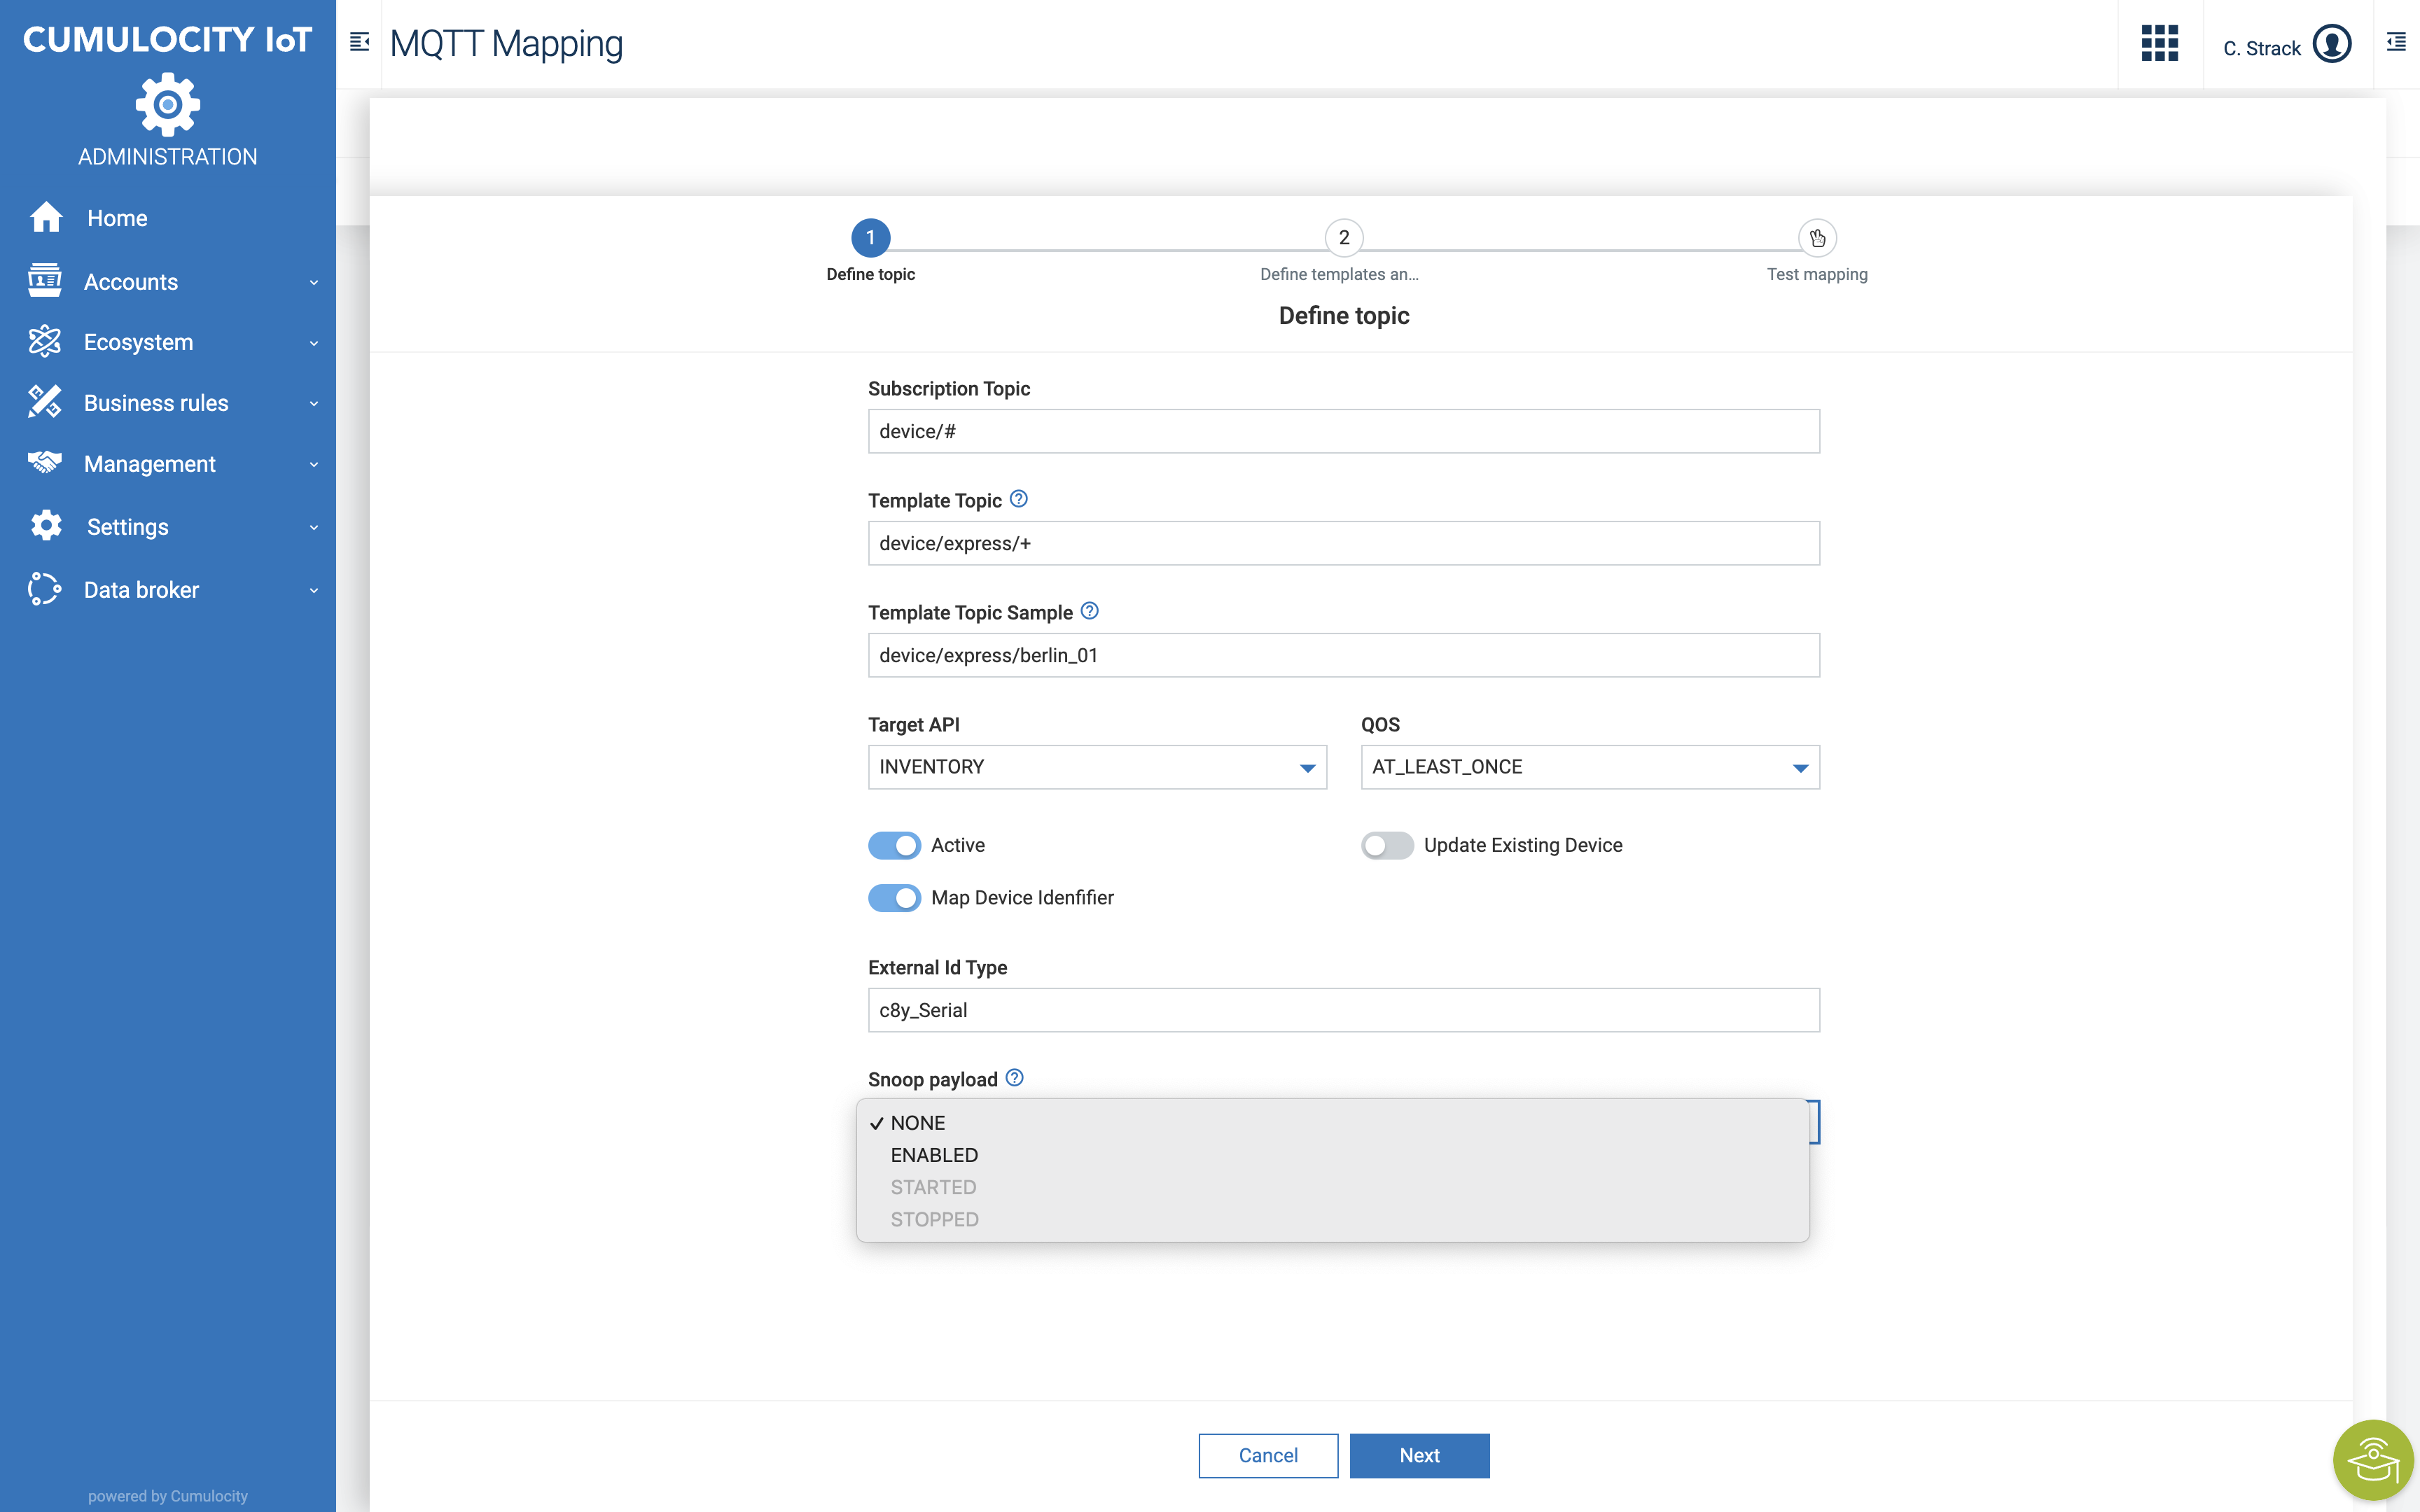 CUMULOCITY IoT
ADMINISTRATION
Home
Accounts
Ecosystem
Business rules
Management
Settings
Data broker
powered by Cumulocity
MQTT Mapping
C. Strack
1
2
Define topic
Define templates an...
Test mapping
Define topic
Subscription Topic
device/#
Template Topic
device/express/+
Template Topic Sample
device/express/berlin_01
Target API
QOS
INVENTORY
AT_LEAST_ONCE
Active
Update Existing Device
Map Device Idenfifier
External Id Type
c8y_Serial
Snoop payload
NONE
ENABLED
STARTED
STOPPED
Cancel
Next